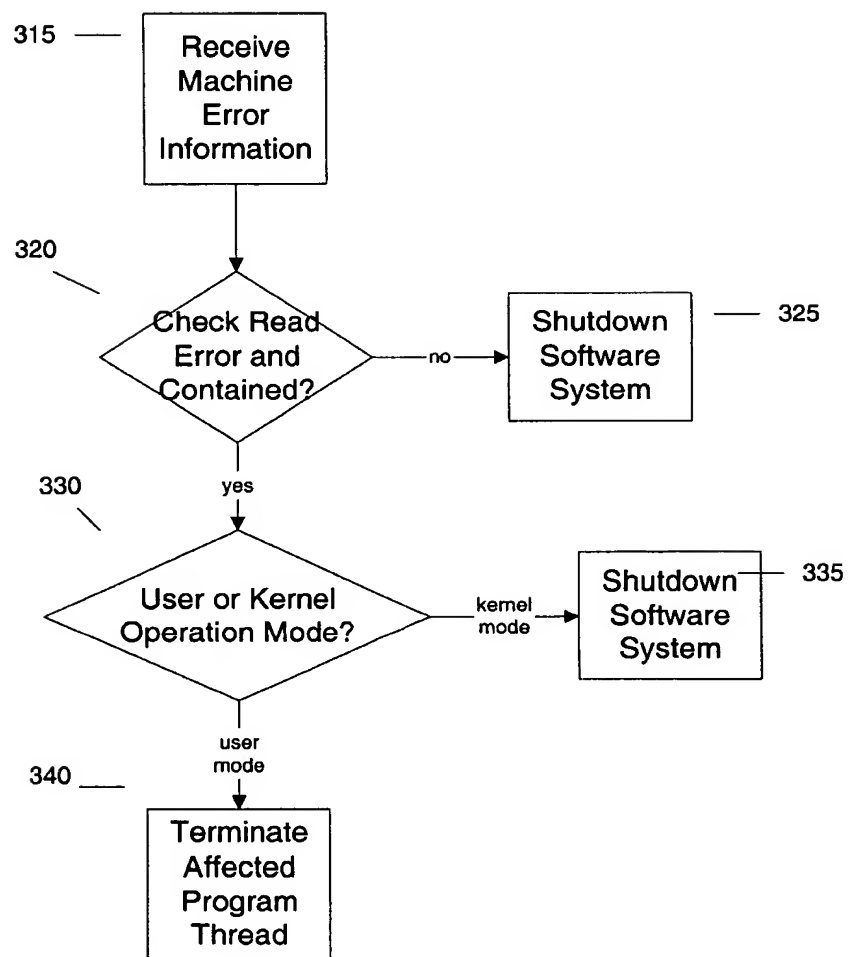 315
Receive
Machine
Error
Information
320
Check Read
Error and
Contained?
no
Shutdown
Software
System
325
yes
330
User or Kernel
Operation Mode?
kernel
mode
Shutdown
Software
System
335
user
mode
340
Terminate
Affected
Program
Thread